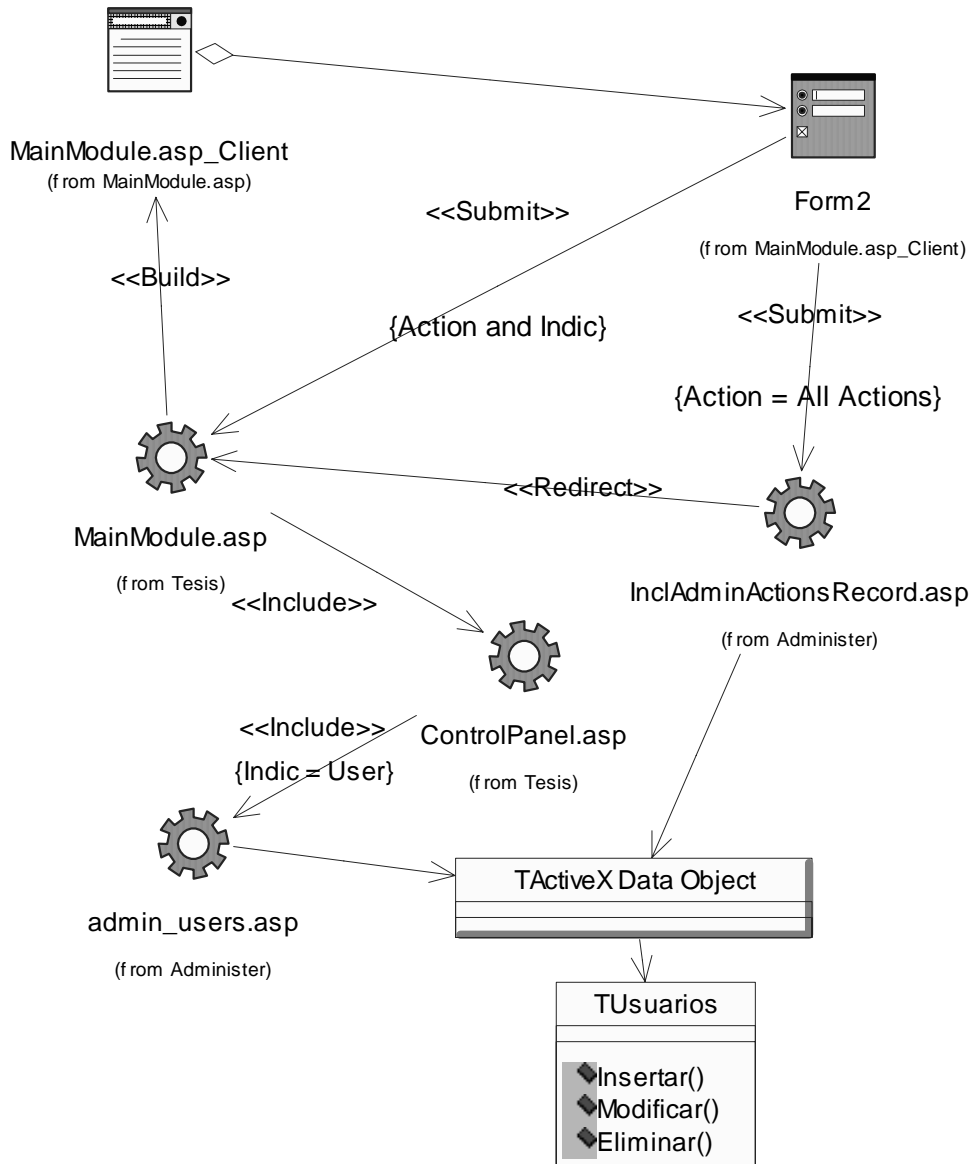 MainModule.asp_Client
(from MainModule.asp)
Form2
(from MainModule.asp_Client)
<<Submit>>
<<Build>>
<<Submit>>
{Action and Indic}
{Action = All Actions}
<<Redirect>>
MainModule.asp
(from Tesis)
InclAdminActionsRecord.asp
(from Administer)
<<Include>>
<<Include>>
{Indic = User}
ControlPanel.asp
(from Tesis)
admin_users.asp
(from Administer)
TActiveX Data Object
TUsuarios
Insertar()
Modificar()
Eliminar()